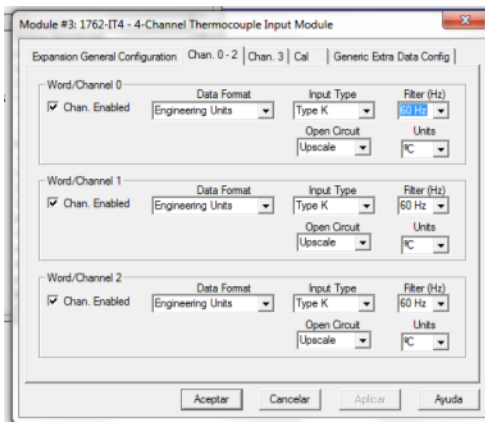 Module #3: 1762-IT4 - 4-Channel Thermocouple Input Module
Expansion General Configuration Chan. 0 - 2 Chan. 3 Cal Generic Extra Data Config
Word/Channel 0
Data Format Input Type Filter (Hz)
Chan. Enabled Engineering Units Type K 60 Hz
Open Circuit Units
Upscale ºC
Word/Channel 1
Data Format Input Type Filter (Hz)
Chan. Enabled Engineering Units Type K 60 Hz
Open Circuit Units
Upscale ºC
Word/Channel 2
Data Format Input Type Filter (Hz)
Chan. Enabled Engineering Units Type K 60 Hz
Open Circuit Units
Upscale ºC
Aceptar Cancelar Aplicar Ayuda